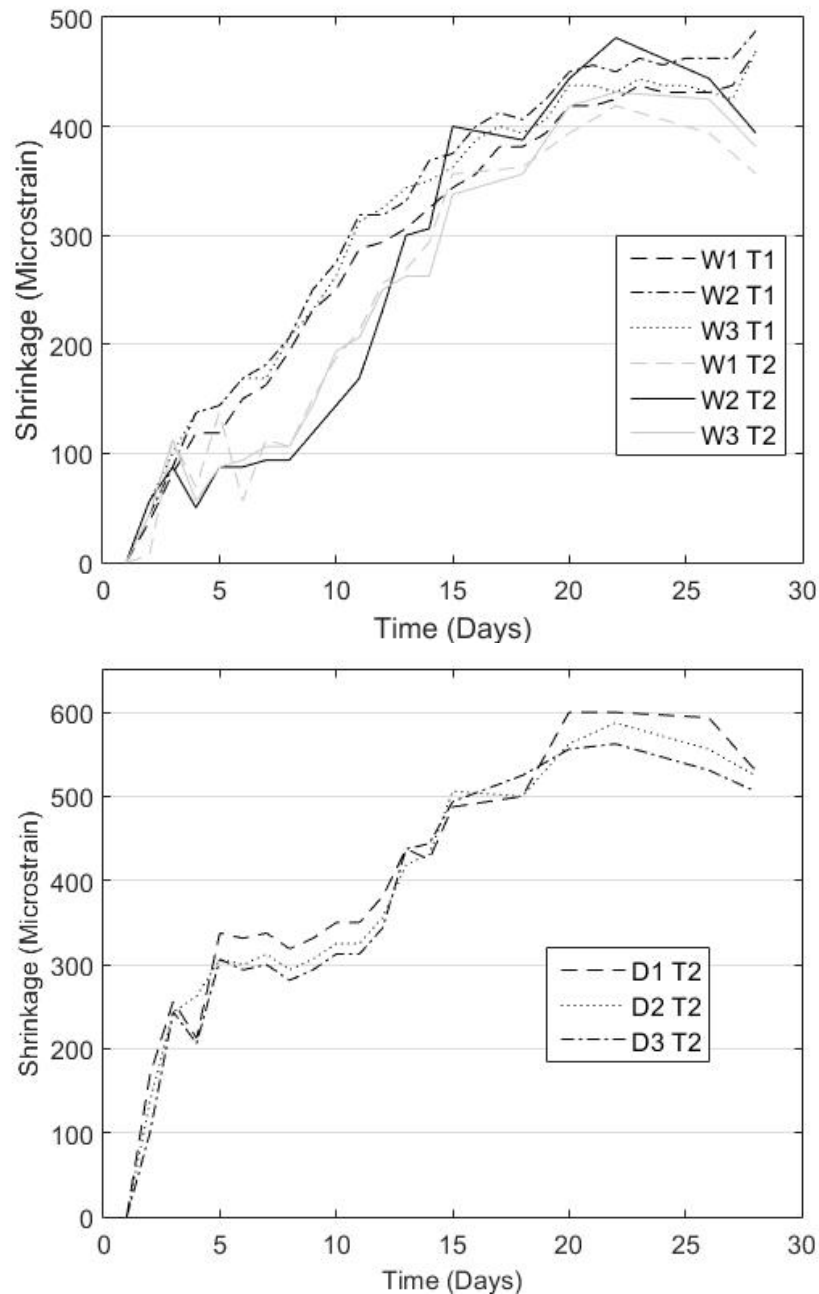 500
400
300
200
100
0
Shrinkage (Microstrain)
W1 T1
W2 T1
W3 T1
W1 T2
W2 T2
W3 T2
0 5 10 15 20 25 30
Time (Days)
600
500
400
300
200
100
0
Shrinkage (Microstrain)
D1 T2
D2 T2
D3 T2
0 5 10 15 20 25 30
Time (Days)